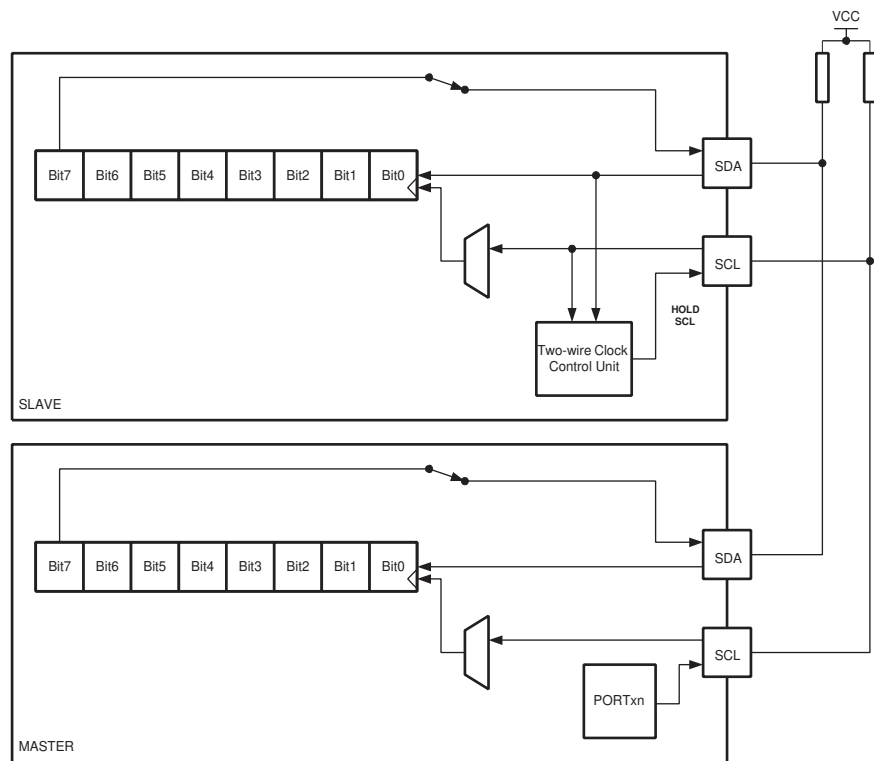 VCC
Bit7 Bit6 Bit5 Bit4 Bit3 Bit2 Bit1 Bit0
SDA
SCL
HOLD
SCL
Two-wire Clock
Control Unit
SLAVE
Bit7 Bit6 Bit5 Bit4 Bit3 Bit2 Bit1 Bit0
SDA
SCL
PORTxn
MASTER